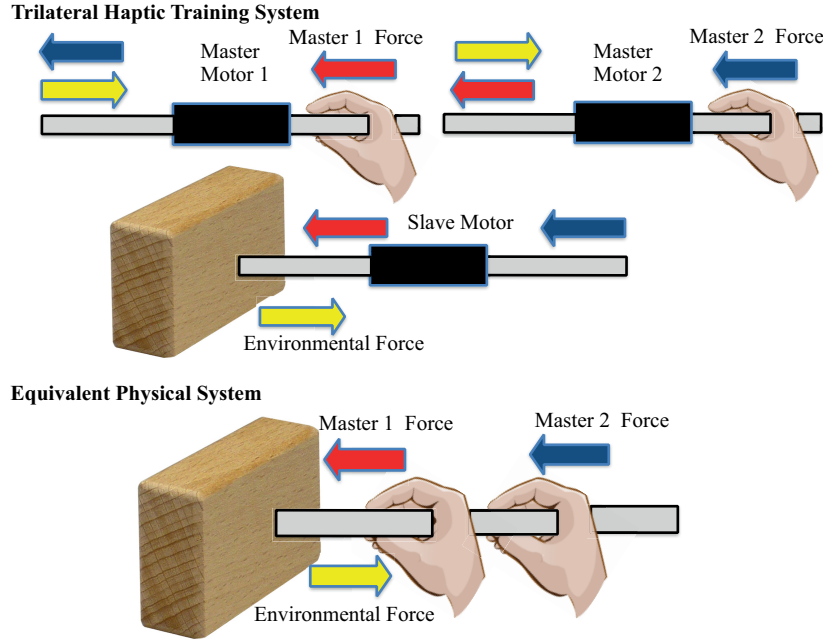 Trilateral Haptic Training System
Master
Motor 1
Master 1 Force
Master
Motor 2
Master 2 Force
Slave Motor
Environmental Force
Equivalent Physical System
Master 1 Force
Master 2 Force
Environmental Force